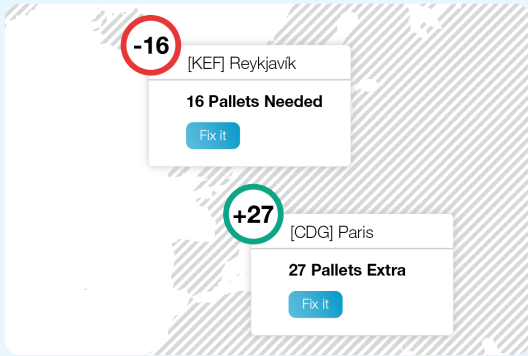 -16
[KEF] Reykjavík
16 Pallets Needed
Fix it
+27
[CDG] Paris
27 Pallets Extra
Fix it